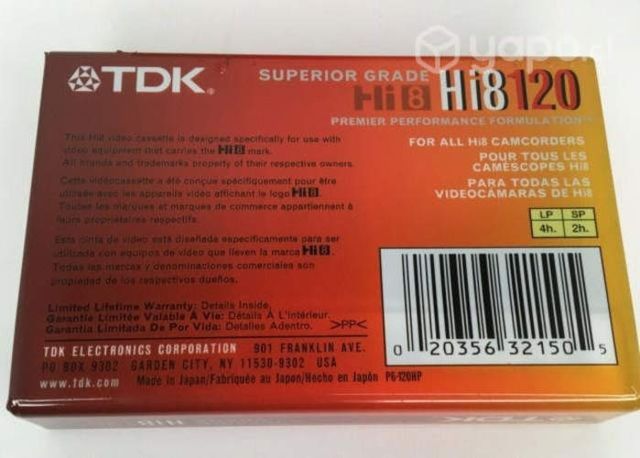 yapo.cl
TDK®
SUPERIOR GRADE
Hi8 Hi8 120
PREMIER PERFORMANCE FORMULATION™
This Hi8 video cassette is designed specifically for use with
video equipment that carries the Hi8 mark.
All brands and trademarks property of their respective owners.
Cette vidéocassette a été conçue spécifiquement pour être
utilisée avec les appareils vidéo affichant le logo Hi8.
Toutes les marques et marques de commerce appartiennent à
leurs propriétaires respectifs.
Esta cinta de video está diseñada específicamente para ser
utilizada con equipos de video que lleven la marca Hi8.
Todas las marcas y denominaciones comerciales son
propiedad de los respectivos dueños.
FOR ALL Hi8 CAMCORDERS
POUR TOUS LES
CAMÉSCOPES Hi8
PARA TODAS LAS
VIDEOCÁMARAS DE Hi8
LP SP
4h. 2h.
Limited Lifetime Warranty: Details Inside.
Garantie Limitée Valable À Vie: Détails À L'intérieur.
Garantía Limitada De Por Vida: Detalles Adentro.
>PP<
0 20356 32150 5
TDK ELECTRONICS CORPORATION 901 FRANKLIN AVE.
PO BOX 9302 GARDEN CITY, NY 11530-9302 USA
www.tdk.com Made in Japan/Fabriquée au Japon/Hecho en Japón P6-120HP
TDK
Hi8